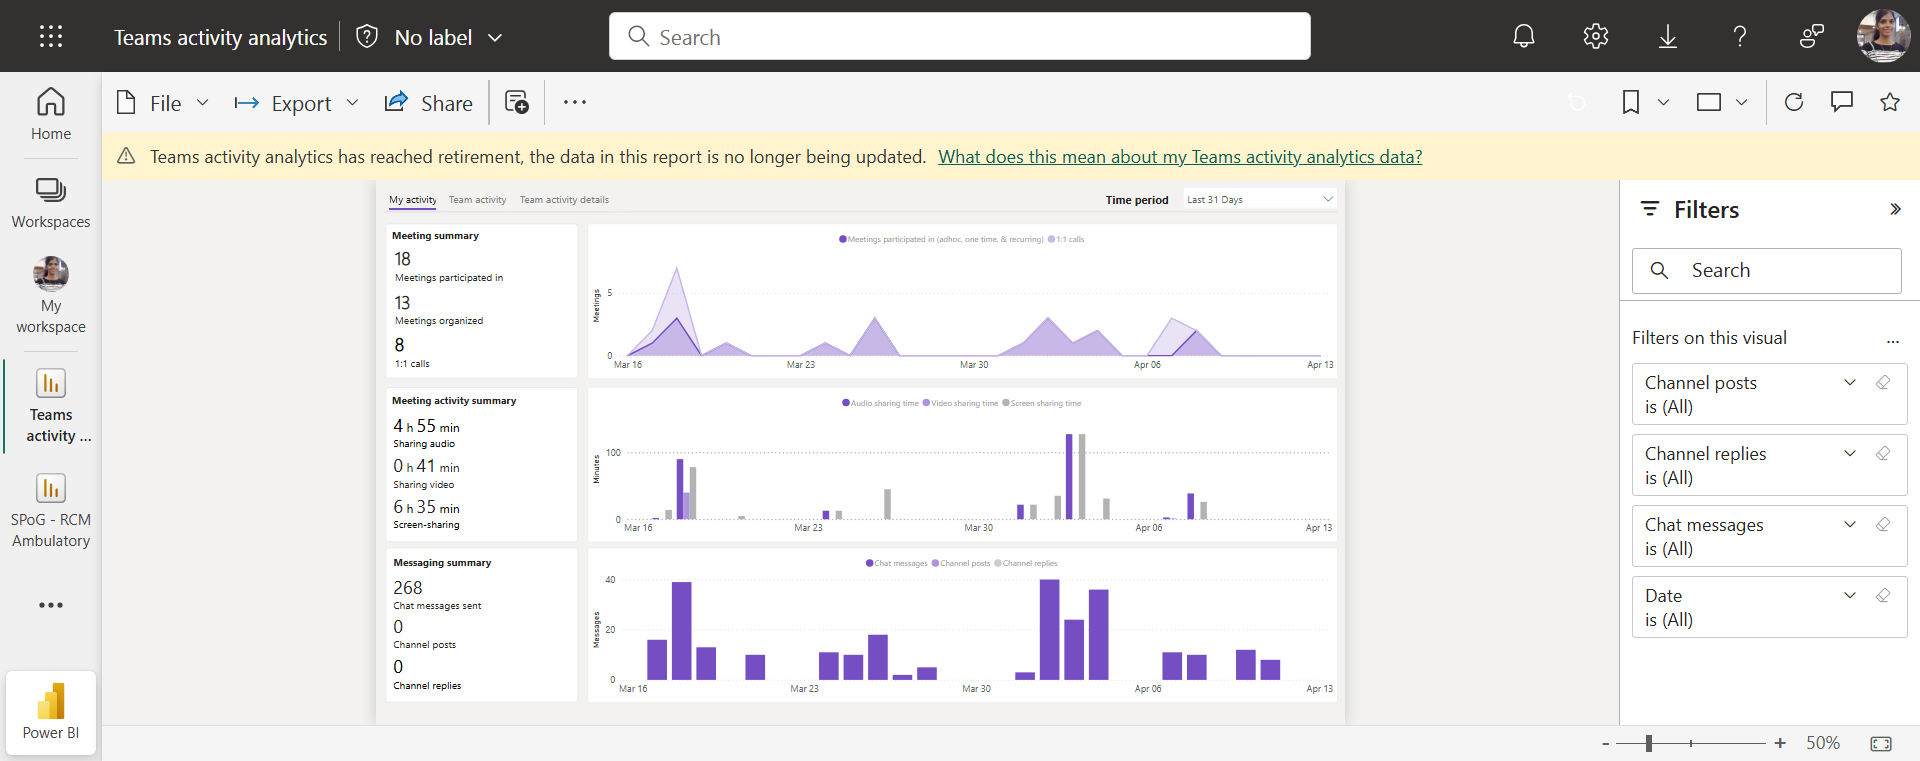 Teams activity analytics
No label
Search
File
Export
Share
Home
Workspaces
My
workspace
Teams
activity ...
SPoG - RCM
Ambulatory
Power BI
Teams activity analytics has reached retirement, the data in this report is no longer being updated. What does this mean about my Teams activity analytics data?
My activity Team activity Team activity details
Time period Last 31 Days
Meeting summary
18
Meetings participated in
13
Meetings organized
8
1:1 calls
Meetings participated in (adhoc, one time, & recurring) 1:1 calls
Meetings
5
0
Mar 16 Mar 23 Mar 30 Apr 06 Apr 13
Meeting activity summary
4 h 55 min
Sharing audio
0 h 41 min
Sharing video
6 h 35 min
Screen-sharing
Audio sharing time Video sharing time Screen sharing time
Minutes
100
0
Mar 16 Mar 23 Mar 30 Apr 06 Apr 13
Messaging summary
268
Chat messages sent
0
Channel posts
0
Channel replies
Chat messages Channel posts Channel replies
Messages
40
20
0
Mar 16 Mar 23 Mar 30 Apr 06 Apr 13
Filters
Search
Filters on this visual
...
Channel posts
is (All)
Channel replies
is (All)
Chat messages
is (All)
Date
is (All)
- + 50%